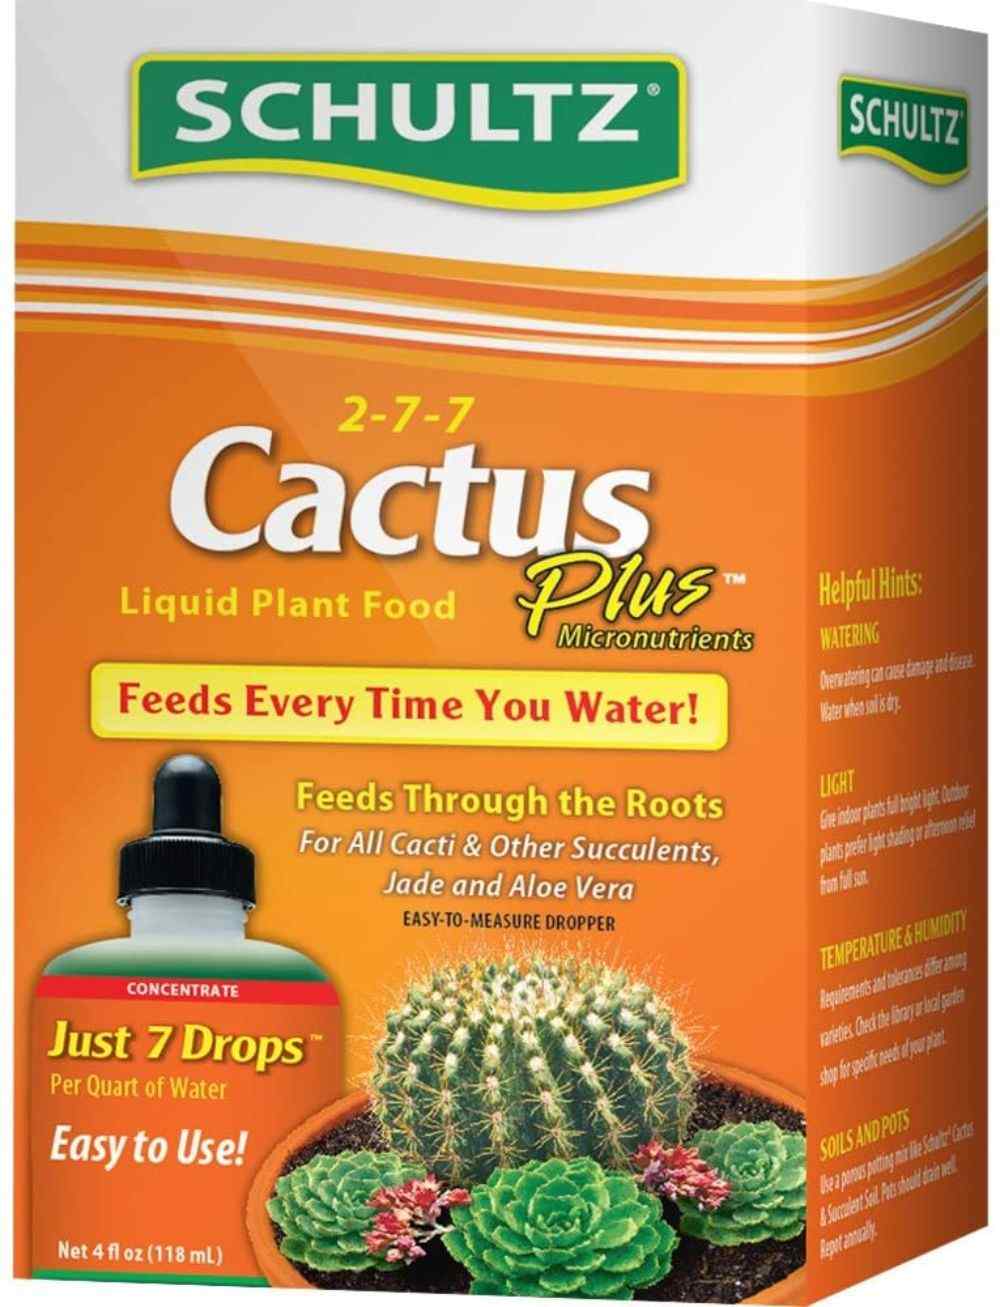 SCHULTZ®
2-7-7
Cactus
Plus™
Liquid Plant Food
Micronutrients
Feeds Every Time You Water!
Feeds Through the Roots
For All Cacti & Other Succulents,
Jade and Aloe Vera
EASY-TO-MEASURE DROPPER
CONCENTRATE
Just 7 Drops™
Per Quart of Water
Easy to Use!
Net 4 fl oz (118 mL)
SCHULTZ®
Helpful Hints:
WATERING
Overwatering can cause damage and disease.
Water when soil is dry.
LIGHT
Give indoor plants full bright light. Outdoor
plants prefer light shading or afternoon relief
from full sun.
TEMPERATURE & HUMIDITY
Requirements and tolerances differ among
varieties. Check the library or local garden
shop for specific needs of your plant.
SOILS AND POTS
Use a porous potting mix like Schultz® Cactus
& Succulent Soil. Pots should drain well.
Repot annually.